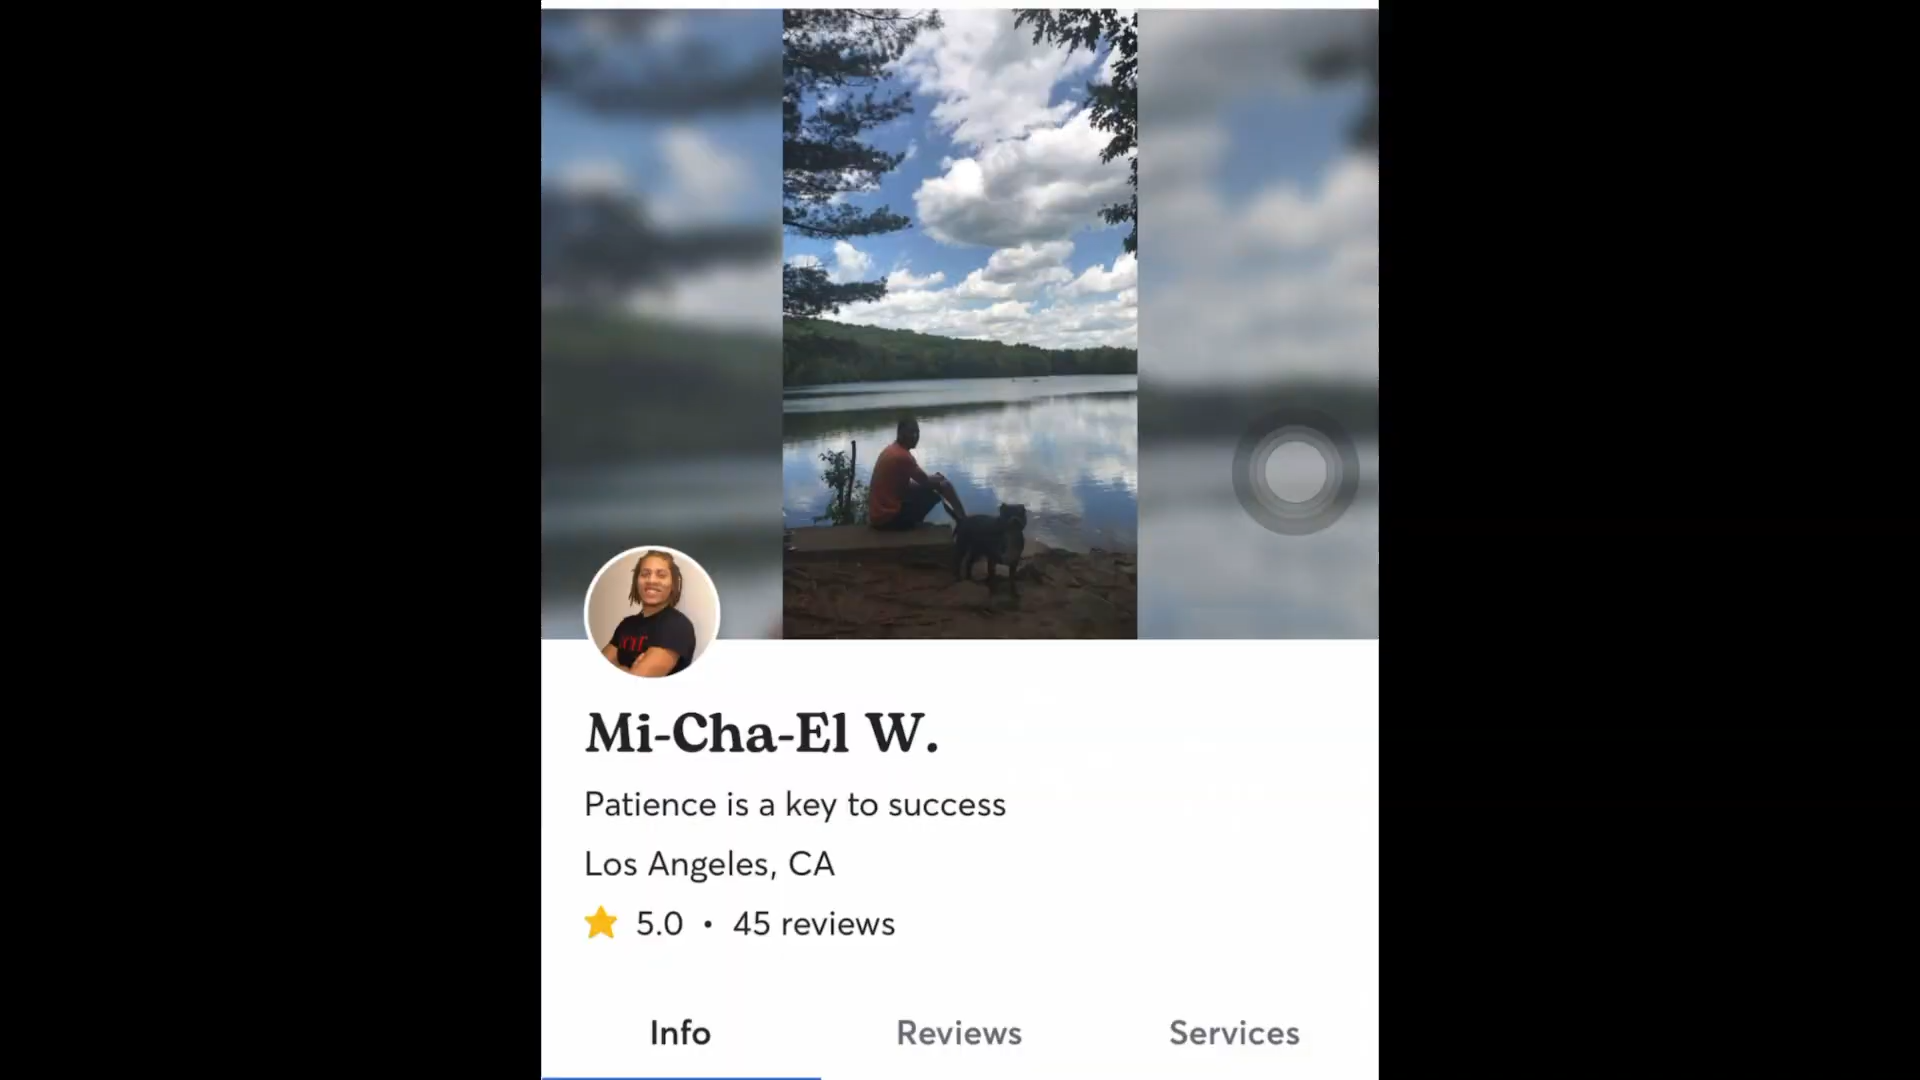 Mi-Cha-El W.
Patience is a key to success
Los Angeles, CA
5.0 • 45 reviews
Info
Reviews
Services